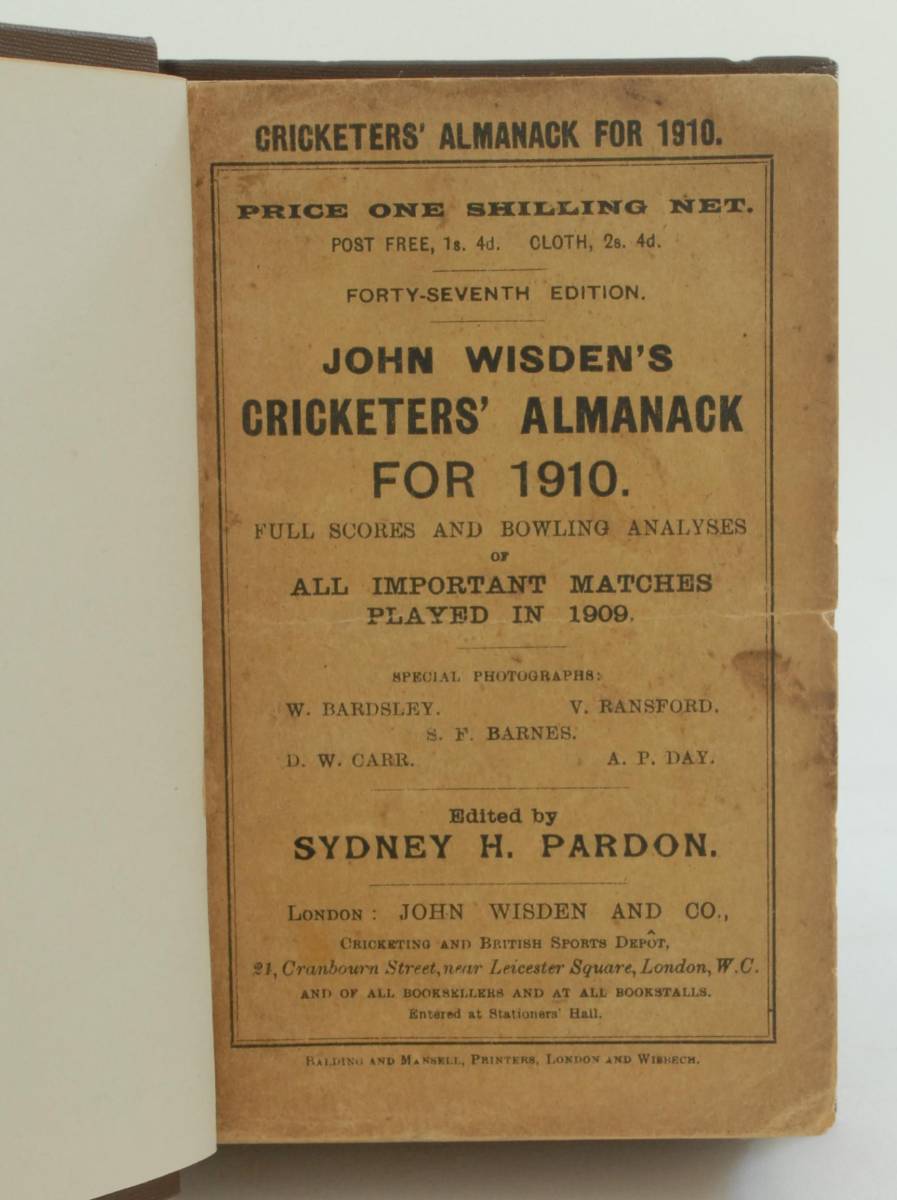 CRICKETERS' ALMANACK FOR 1910.
PRICE ONE SHILLING NET.
POST FREE, 1s. 4d. CLOTH, 2s. 4d.
FORTY-SEVENTH EDITION.
JOHN WISDEN'S
CRICKETERS' ALMANACK
FOR 1910.
FULL SCORES AND BOWLING ANALYSES
OF
ALL IMPORTANT MATCHES
PLAYED IN 1909.
SPECIAL PHOTOGRAPHS:
W. BARDSLEY. V. RANSFORD.
S. F. BARNES.
D. W. CARR. A. P. DAY.
Edited by
SYDNEY H. PARDON.
LONDON: JOHN WISDEN AND CO.,
CRICKETING AND BRITISH SPORTS DEPÔT,
21, Cranbourn Street, near Leicester Square, London, W.C.
AND OF ALL BOOKSELLERS AND AT ALL BOOKSTALLS.
Entered at Stationers' Hall.
BALDING AND MANSELL, PRINTERS, LONDON AND WISBECH.